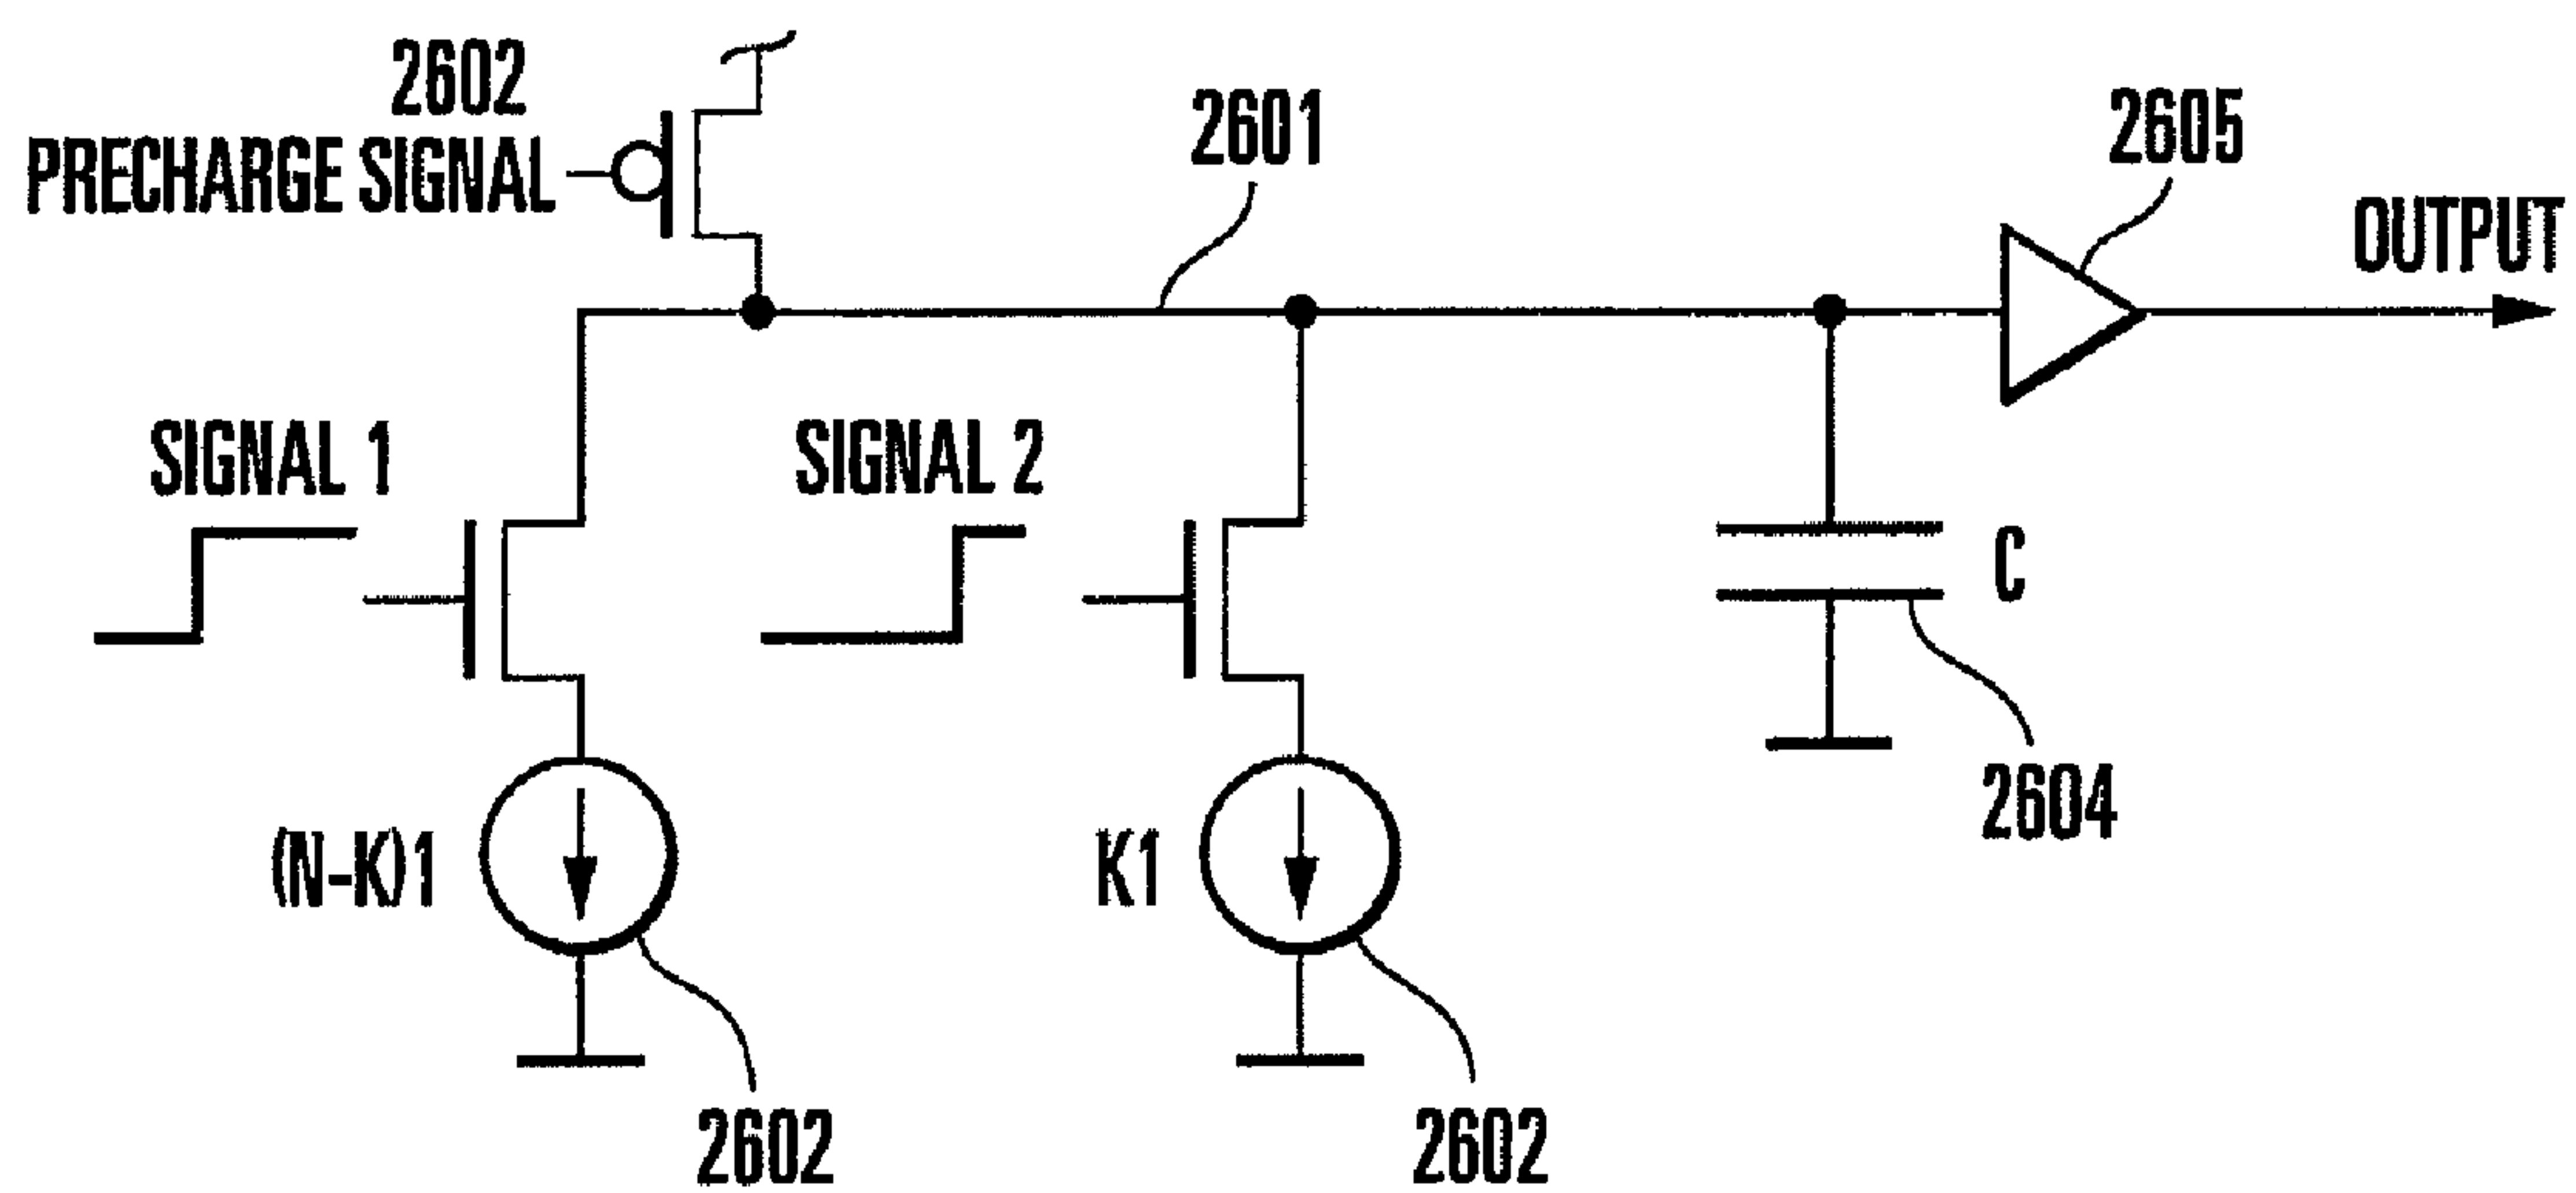 2602
PRECHARGE SIGNAL
2601
2605
OUTPUT
SIGNAL 1
SIGNAL 2
C
2604
(N-K)1
K1
2602
2602